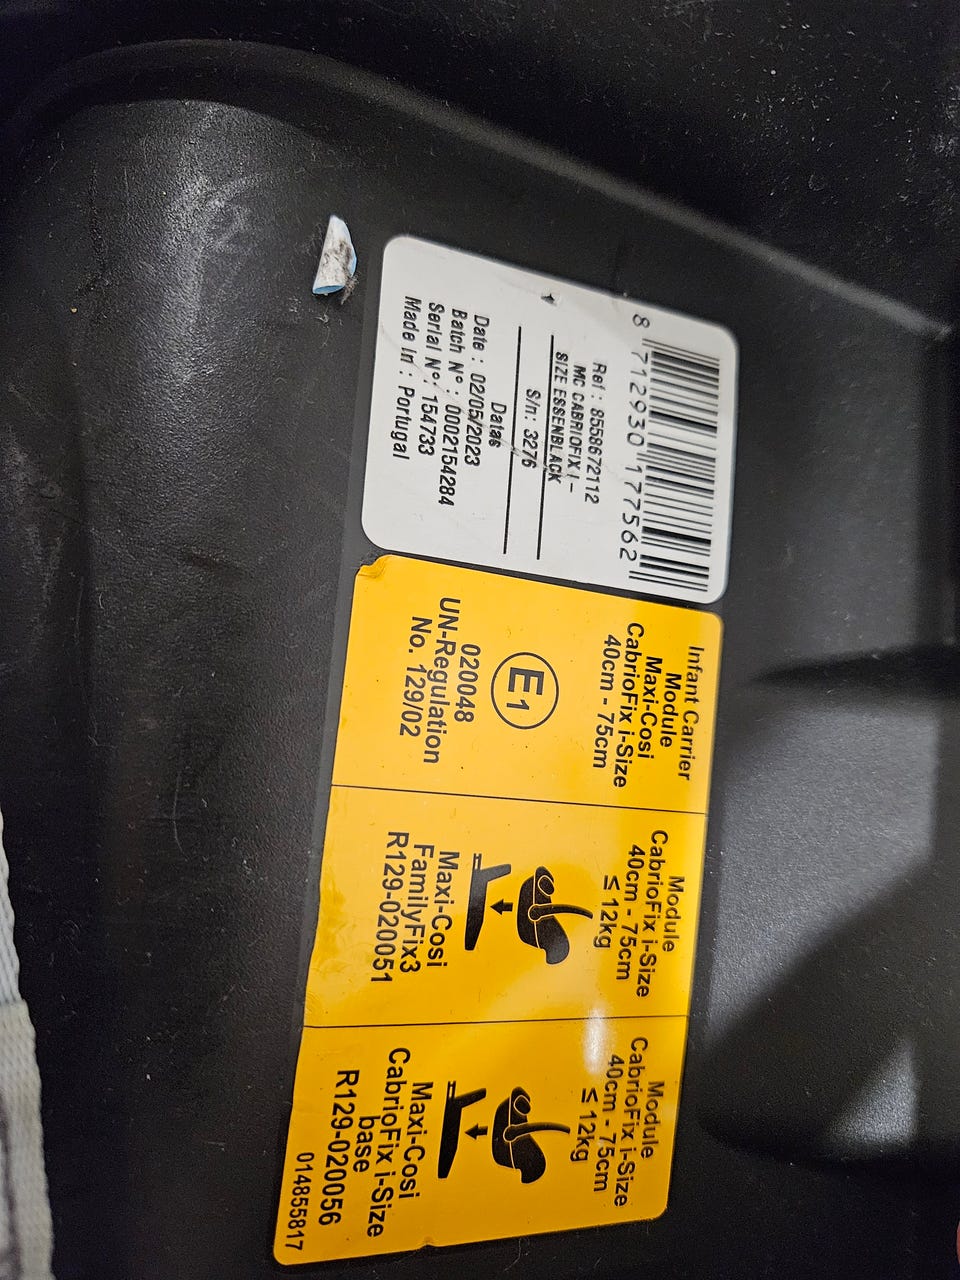 8 712930 177562
Ref : 8558672112
MC CABRIOFIX I-
SIZE ESSENBLACK
S/n: 3276
Datas
Date : 02/05/2023
Batch N° : 0002154284
Serial N° : 154733
Made In : Portugal
Infant Carrier
Module
Maxi-Cosi
CabrioFix i-Size
40cm - 75cm
E1
020048
UN-Regulation
No. 129/02
Module
CabrioFix i-Size
40cm - 75cm
≤ 12kg
Maxi-Cosi
FamilyFix3
R129-020051
Module
CabrioFix i-Size
40cm - 75cm
≤ 12kg
Maxi-Cosi
CabrioFix i-Size
base
R129-020056
014855817